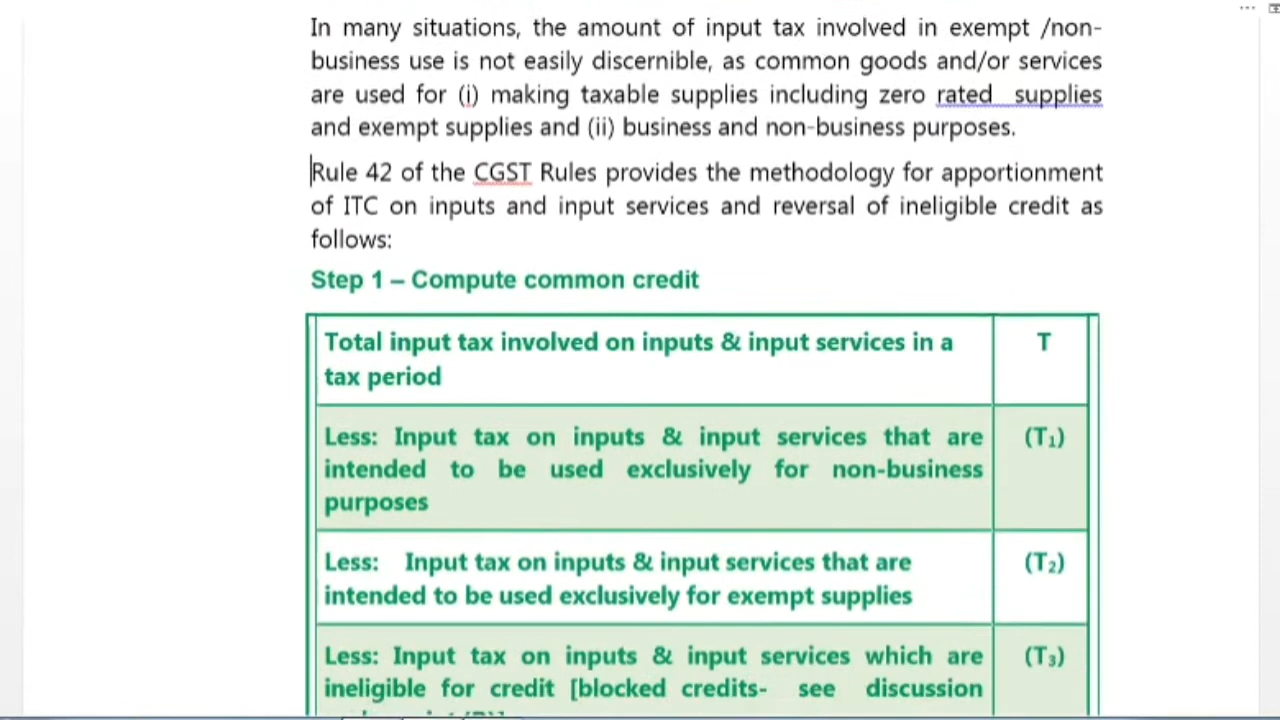 In many situations, the amount of input tax involved in exempt /non-
business use is not easily discernible, as common goods and/or services
are used for (i) making taxable supplies including zero rated supplies
and exempt supplies and (ii) business and non-business purposes.
Rule 42 of the CGST Rules provides the methodology for apportionment
of ITC on inputs and input services and reversal of ineligible credit as
follows:
Step 1 – Compute common credit
Total input tax involved on inputs & input services in a T
tax period
Less: Input tax on inputs & input services that are (T₁)
intended to be used exclusively for non-business
purposes
Less: Input tax on inputs & input services that are (T₂)
intended to be used exclusively for exempt supplies
Less: Input tax on inputs & input services which are (T₃)
ineligible for credit [blocked credits- see discussion